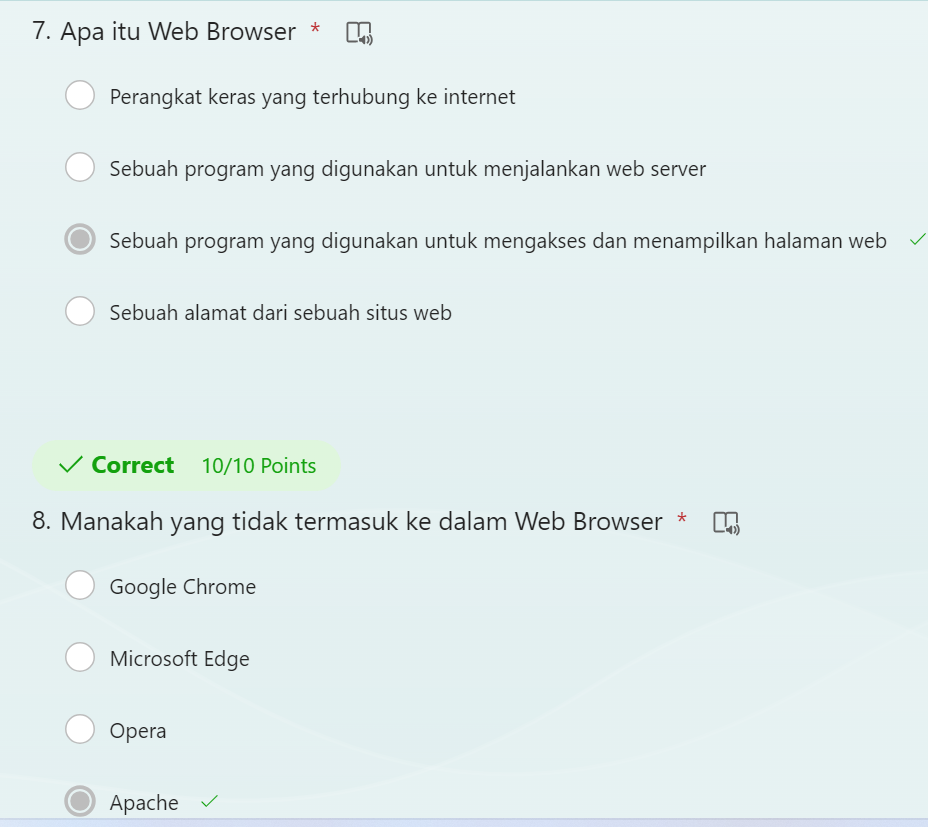 7. Apa itu Web Browser *
Perangkat keras yang terhubung ke internet
Sebuah program yang digunakan untuk menjalankan web server
Sebuah program yang digunakan untuk mengakses dan menampilkan halaman web
Sebuah alamat dari sebuah situs web
Correct 10/10 Points
8. Manakah yang tidak termasuk ke dalam Web Browser *
Google Chrome
Microsoft Edge
Opera
Apache